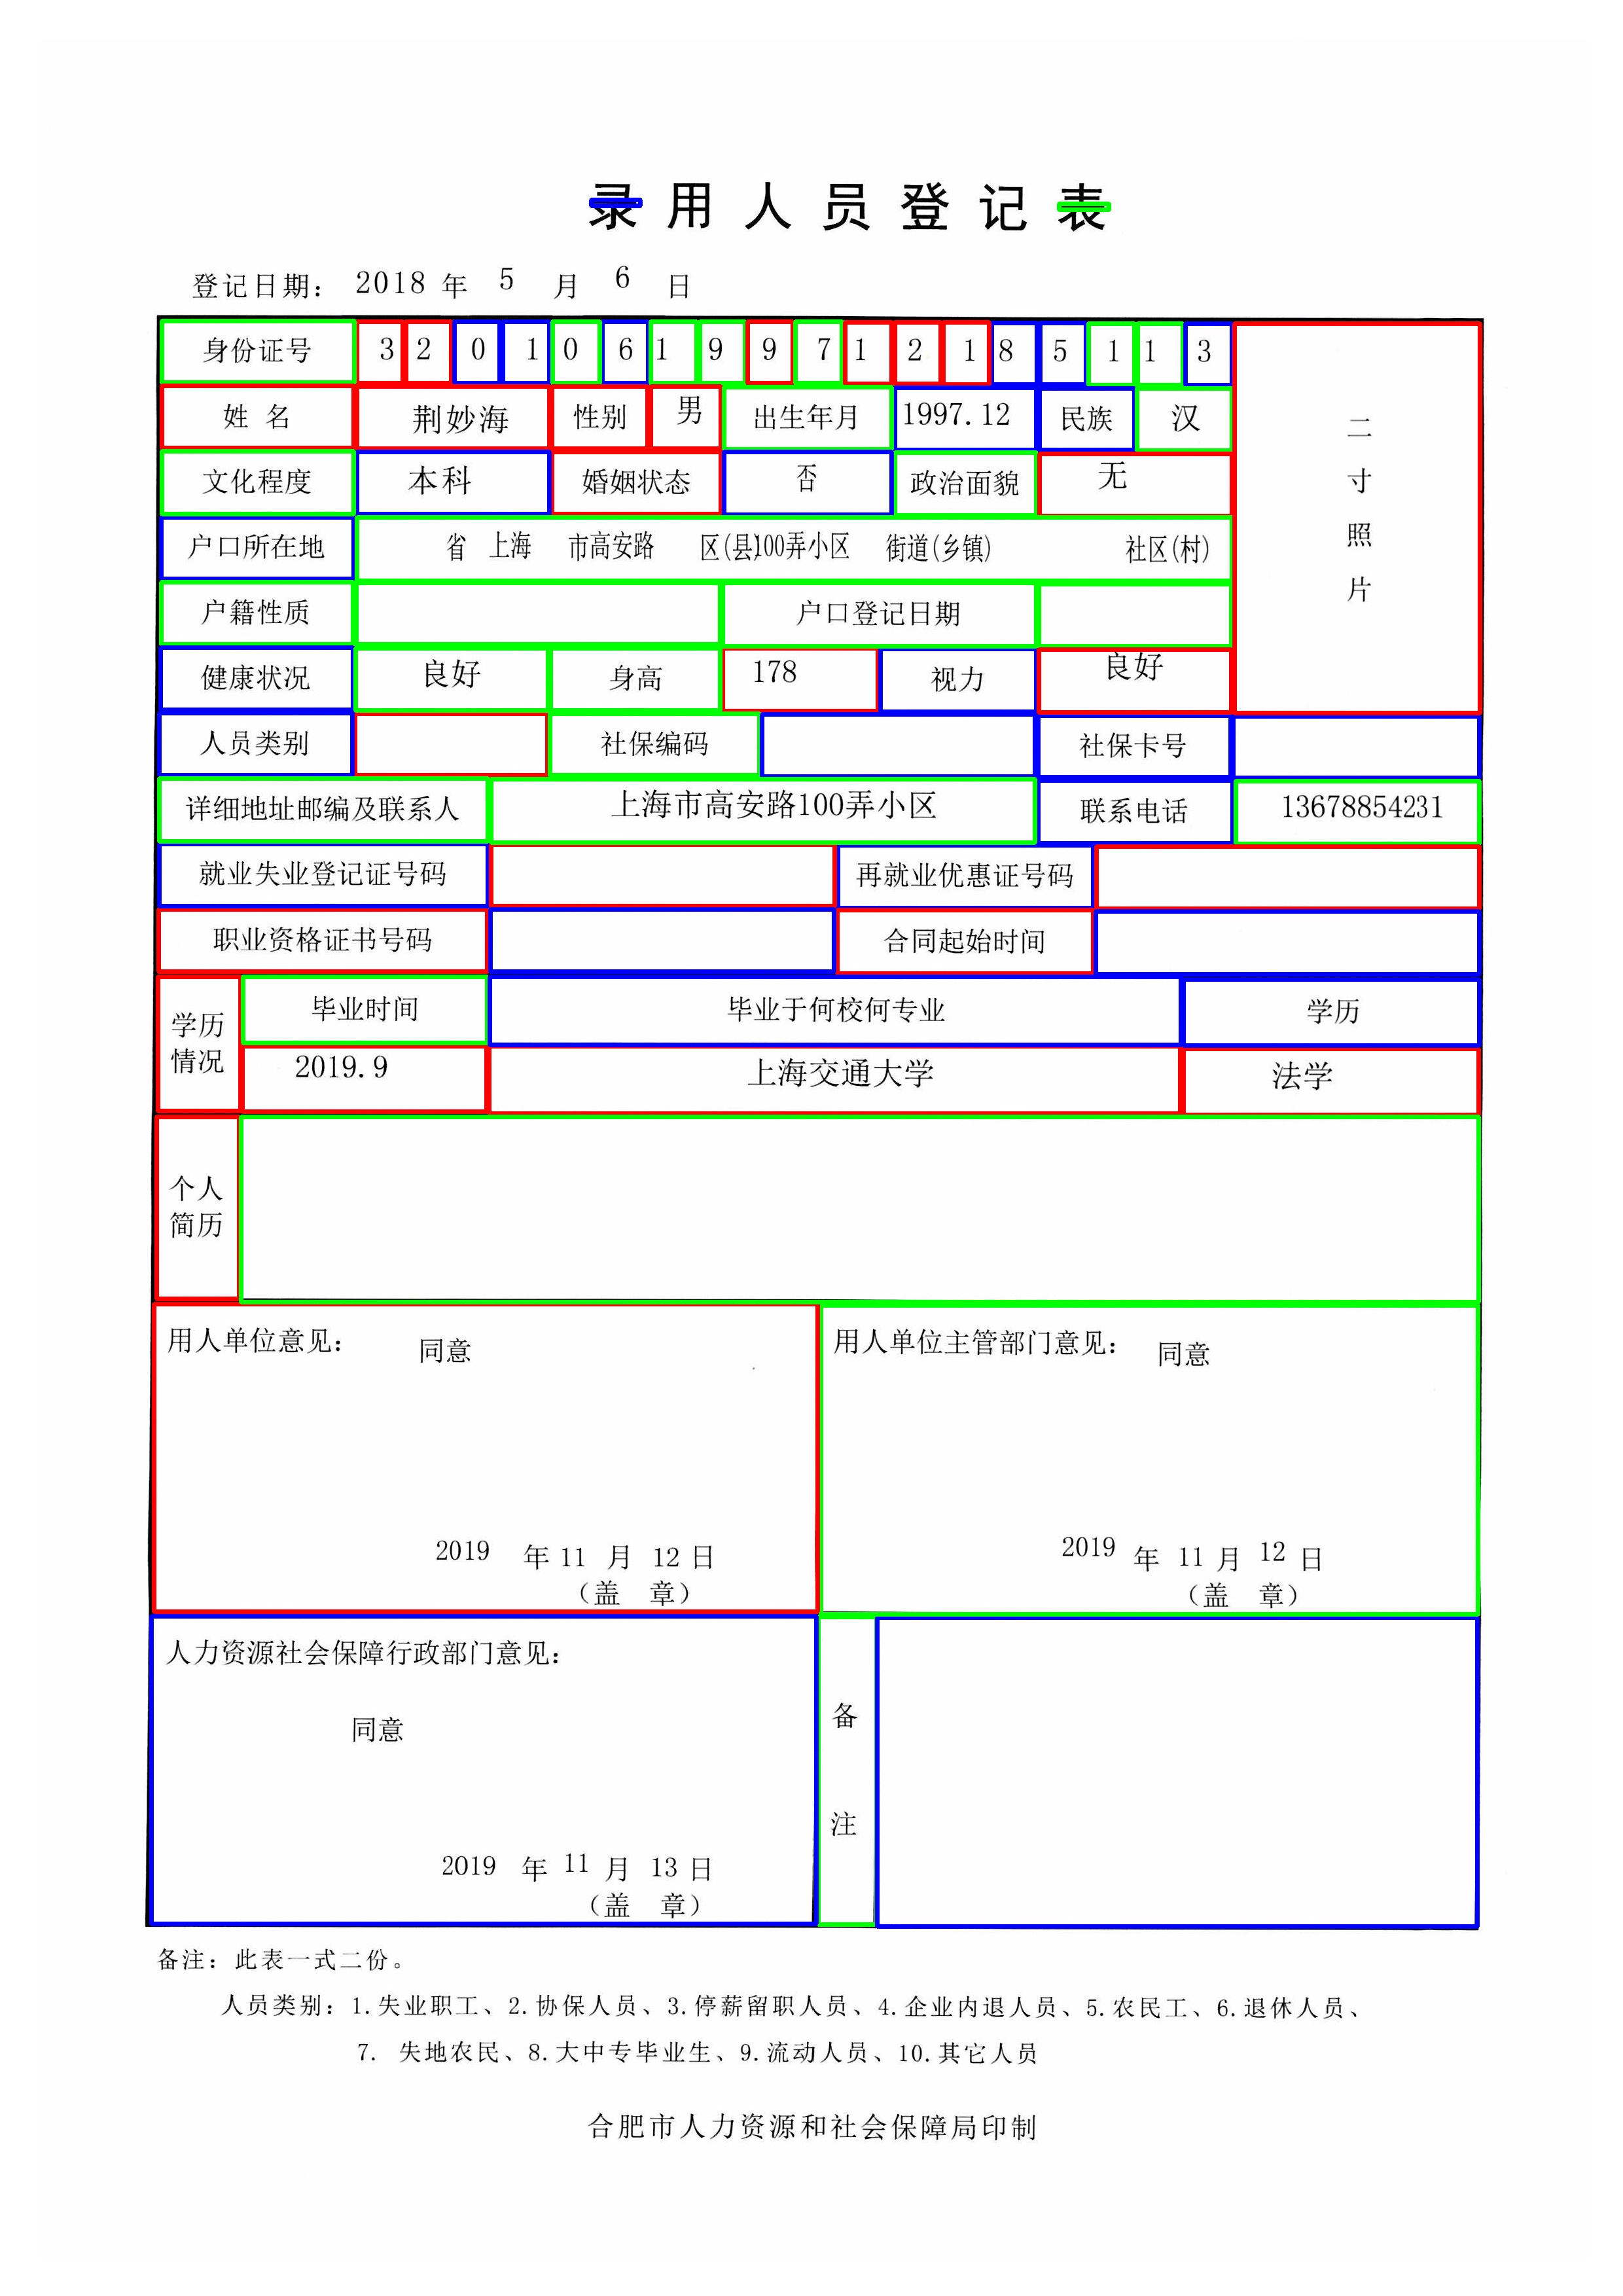 录用人员登记表
登记日期： 2018 年 5 月 6 日
身份证号 3 2 0 1 0 6 1 9 9 7 1 2 1 8 5 1 1 3
姓 名 荆妙海 性别 男 出生年月 1997.12 民族 汉
文化程度 本科 婚姻状态 否 政治面貌 无
二寸照片
户口所在地 省 上海 市高安路 区(县)100弄小区 街道(乡镇) 社区(村)
户籍性质 户口登记日期
健康状况 良好 身高 178 视力 良好
人员类别 社保编码 社保卡号
详细地址邮编及联系人 上海市高安路100弄小区 联系电话 13678854231
就业失业登记证号码 再就业优惠证号码
职业资格证书号码 合同起始时间
学历情况 毕业时间 毕业于何校何专业 学历
2019.9 上海交通大学 法学
个人简历
用人单位意见： 同意
2019 年 11 月 12 日
（盖 章）
用人单位主管部门意见： 同意
2019 年 11 月 12 日
（盖 章）
人力资源社会保障行政部门意见：
同意
2019 年 11 月 13 日
（盖 章）
备注
备注：此表一式二份。
人员类别：1.失业职工、2.协保人员、3.停薪留职人员、4.企业内退人员、5.农民工、6.退休人员、
7. 失地农民、8.大中专毕业生、9.流动人员、10.其它人员
合肥市人力资源和社会保障局印制